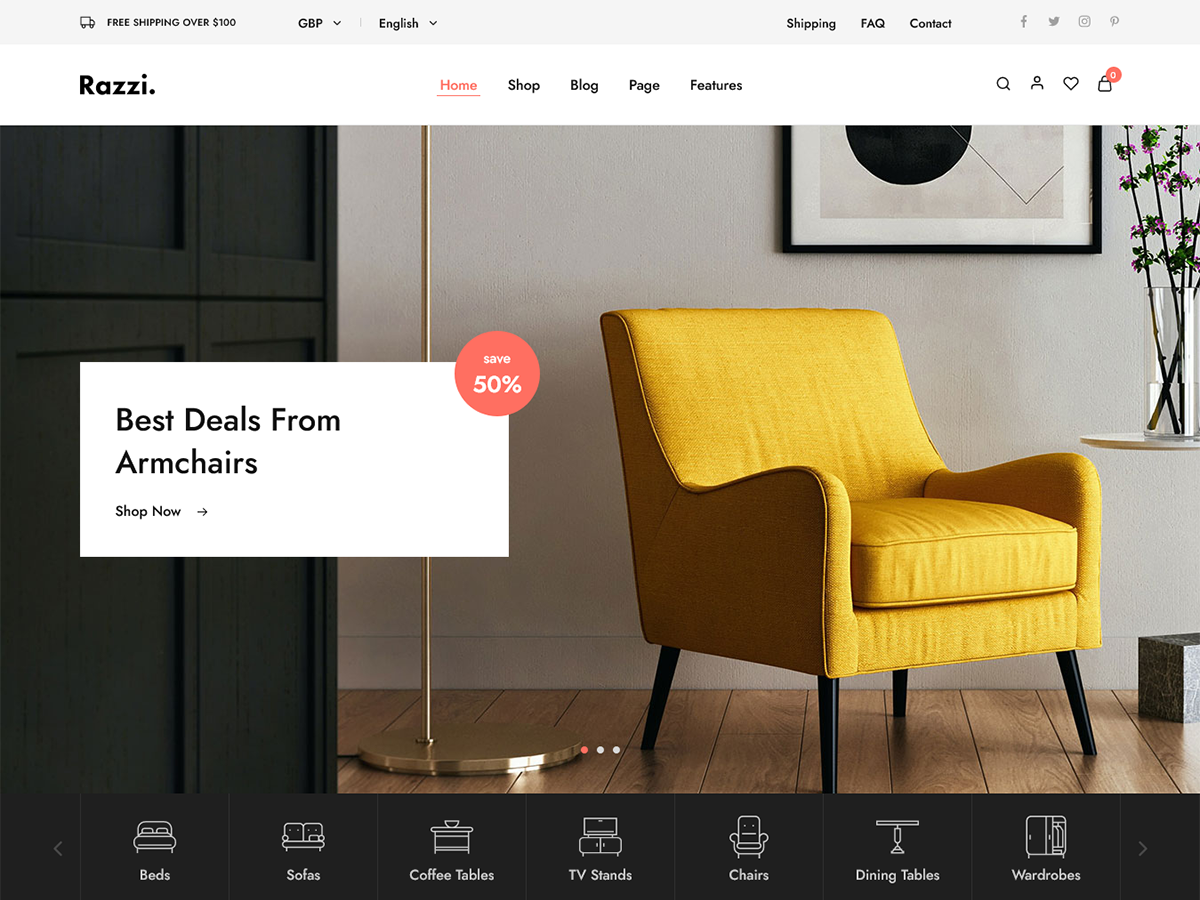 FREE SHIPPING OVER $100
GBP
English
Shipping
FAQ
Contact
Razzi.
Home
Shop
Blog
Page
Features
0
save
50%
Best Deals From
Armchairs
Shop Now
Beds
Sofas
Coffee Tables
TV Stands
Chairs
Dining Tables
Wardrobes